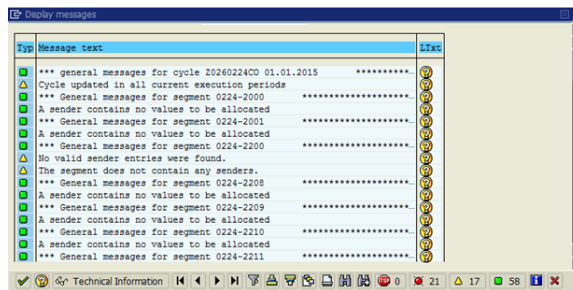 Display messages
Typ Message text LTxt
*** general messages for cycle Z0260224CO 01.01.2015 **********…
Cycle updated in all current execution periods
*** General messages for segment 0224-2000 ********************…
A sender contains no values to be allocated
*** General messages for segment 0224-2001 ********************…
A sender contains no values to be allocated
*** General messages for segment 0224-2200 ********************…
No valid sender entries were found.
The segment does not contain any senders.
*** General messages for segment 0224-2208 ********************…
A sender contains no values to be allocated
*** General messages for segment 0224-2209 ********************…
A sender contains no values to be allocated
*** General messages for segment 0224-2210 ********************…
A sender contains no values to be allocated
*** General messages for segment 0224-2211 ********************…
Technical Information STOP 0 21 17 58